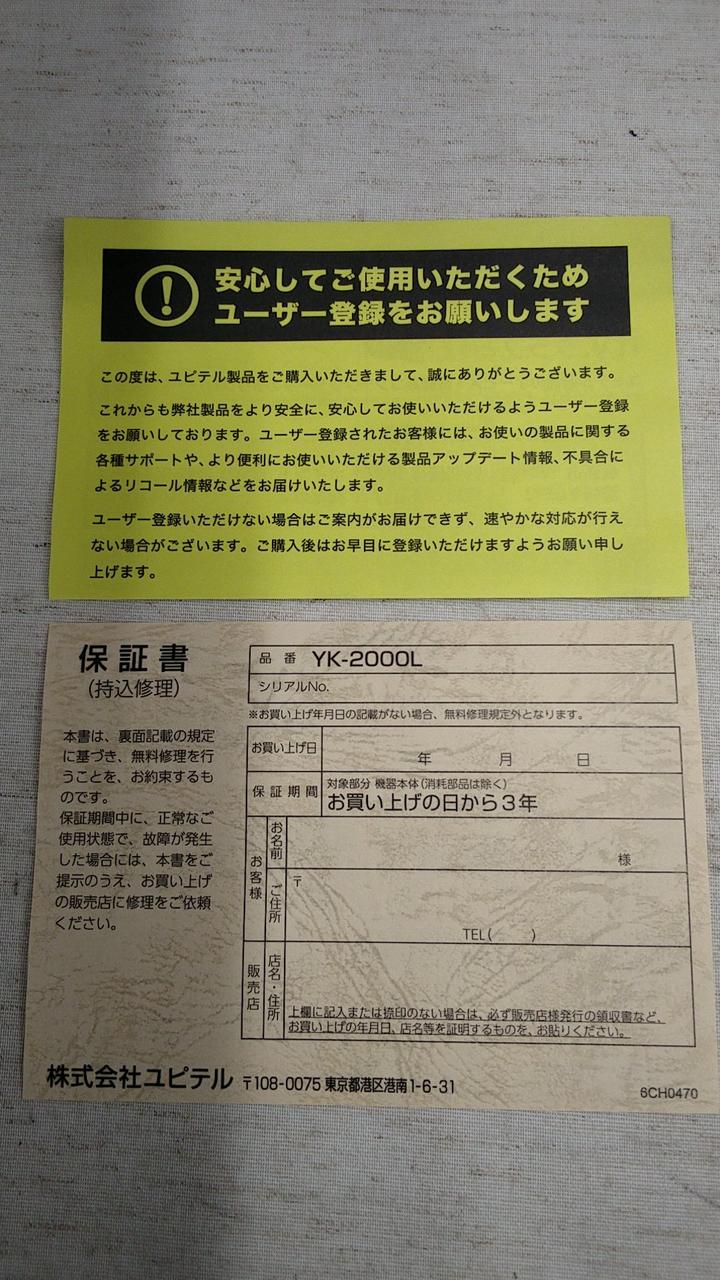 安心してご使用いただくため
ユーザー登録をお願いします
この度は、ユピテル製品をご購入いただきまして、誠にありがとうございます。
これからも弊社製品をより安全に、安心してお使いいただけるようユーザー登録
をお願いしております。ユーザー登録されたお客様には、お使いの製品に関する
各種サポートや、より便利にお使いいただける製品アップデート情報、不具合に
よるリコール情報などをお届けいたします。
ユーザー登録いただけない場合はご案内がお届けできず、速やかな対応が行え
ない場合がございます。ご購入後はお早目に登録いただけますようお願い申し
上げます。
保証書
(持込修理)
本書は、裏面記載の規定
に基づき、無料修理を行
うことを、お約束するも
のです。
保証期間中に、正常なご
使用状態で、故障が発生
した場合には、本書をご
提示のうえ、お買い上げ
の販売店に修理をご依頼
ください。
品番 YK-2000L
シリアルNo.
※お買い上げ年月日の記載がない場合、無料修理規定外となります。
お買い上げ日 年 月 日
保証期間 対象部分 機器本体(消耗部品は除く)
お買い上げの日から3年
お客様
お名前 様
ご住所 〒
TEL( )
販売店
店名・住所
上欄に記入または捺印のない場合は、必ず販売店様発行の領収書など、
お買い上げの年月日、店名等を証明するものを、お貼りください。
株式会社ユピテル 〒108-0075 東京都港区港南1-6-31
6CH0470